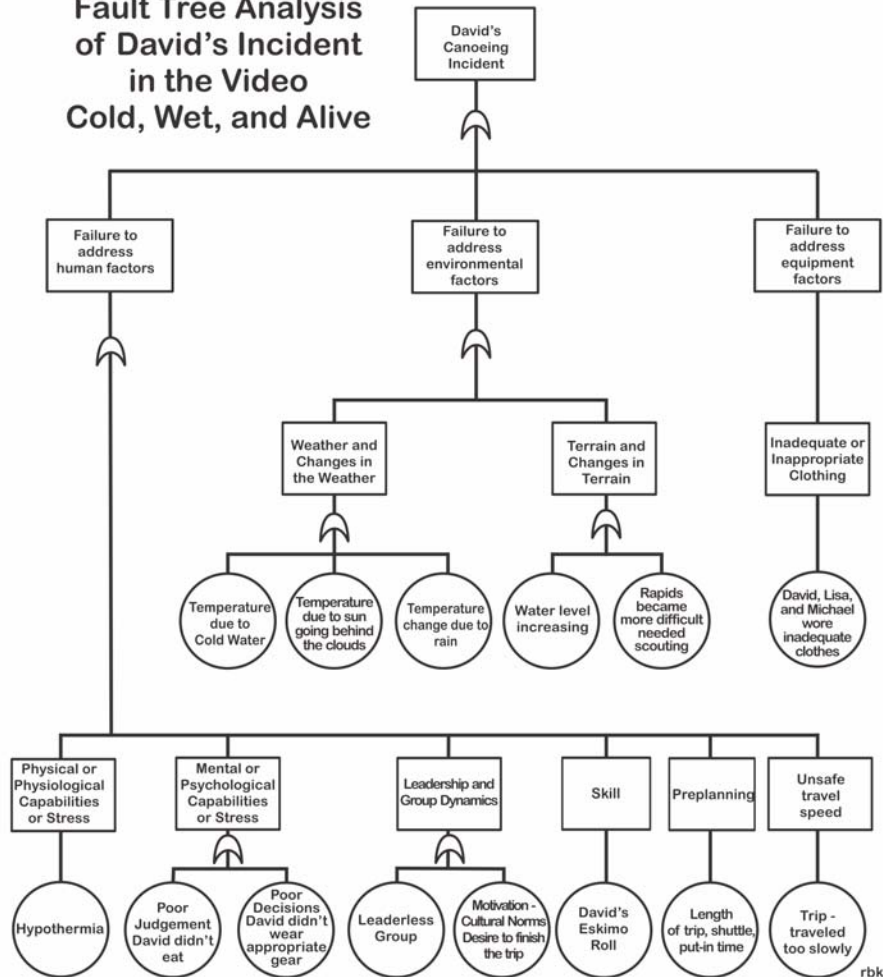 Fault Tree Analysis
of David's Incident
in the Video
Cold, Wet, and Alive
David's
Canoeing
Incident
Failure to
address
human factors
Failure to
address
environmental
factors
Failure to
address
equipment
factors
Weather and
Changes in
the Weather
Terrain and
Changes in
Terrain
Inadequate or
Inappropriate
Clothing
Temperature
due to
Cold Water
Temperature
due to sun
going behind
the clouds
Temperature
change due to
rain
Water level
increasing
Rapids
became
more difficult
needed
scouting
David, Lisa,
and Michael
wore
inadequate
clothes
Physical or
Physiological
Capabilities
or Stress
Mental or
Psychological
Capabilities
or Stress
Leadership and
Group Dynamics
Skill
Preplanning
Unsafe
travel
speed
Hypothermia
Poor
Judgement
David didn't
eat
Poor
Decisions
David didn't
wear
appropriate
gear
Leaderless
Group
Motivation -
Cultural Norms
Desire to finish
the trip
David's
Eskimo
Roll
Length
of trip, shuttle,
put-in time
Trip -
traveled
too slowly
rbk